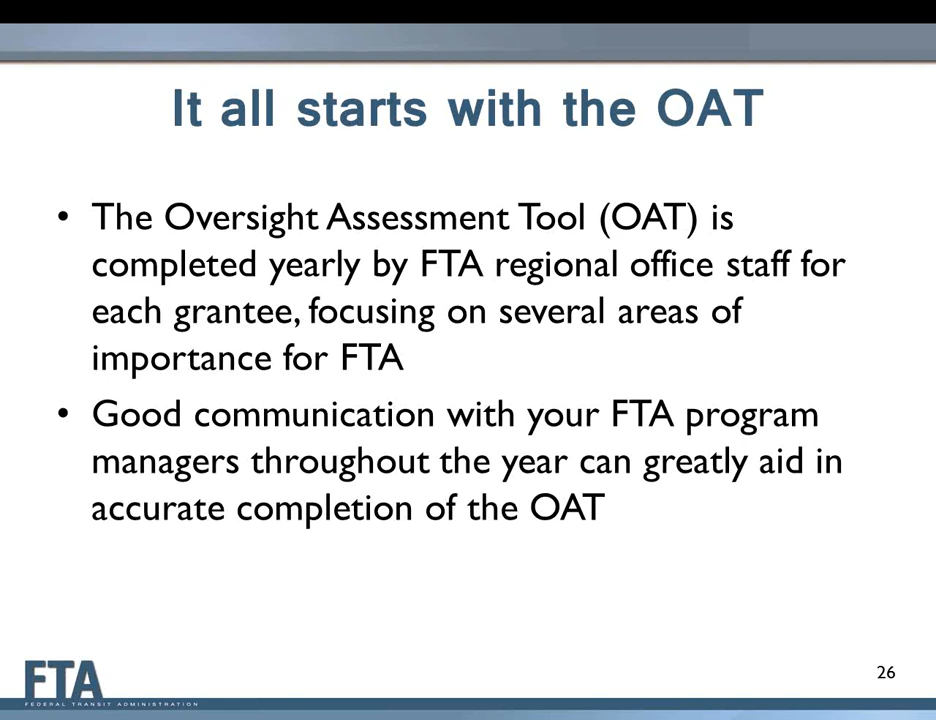 It all starts with the OAT
• The Oversight Assessment Tool (OAT) is
completed yearly by FTA regional office staff for
each grantee, focusing on several areas of
importance for FTA
• Good communication with your FTA program
managers throughout the year can greatly aid in
accurate completion of the OAT
26
FTA
FEDERAL TRANSIT ADMINISTRATION